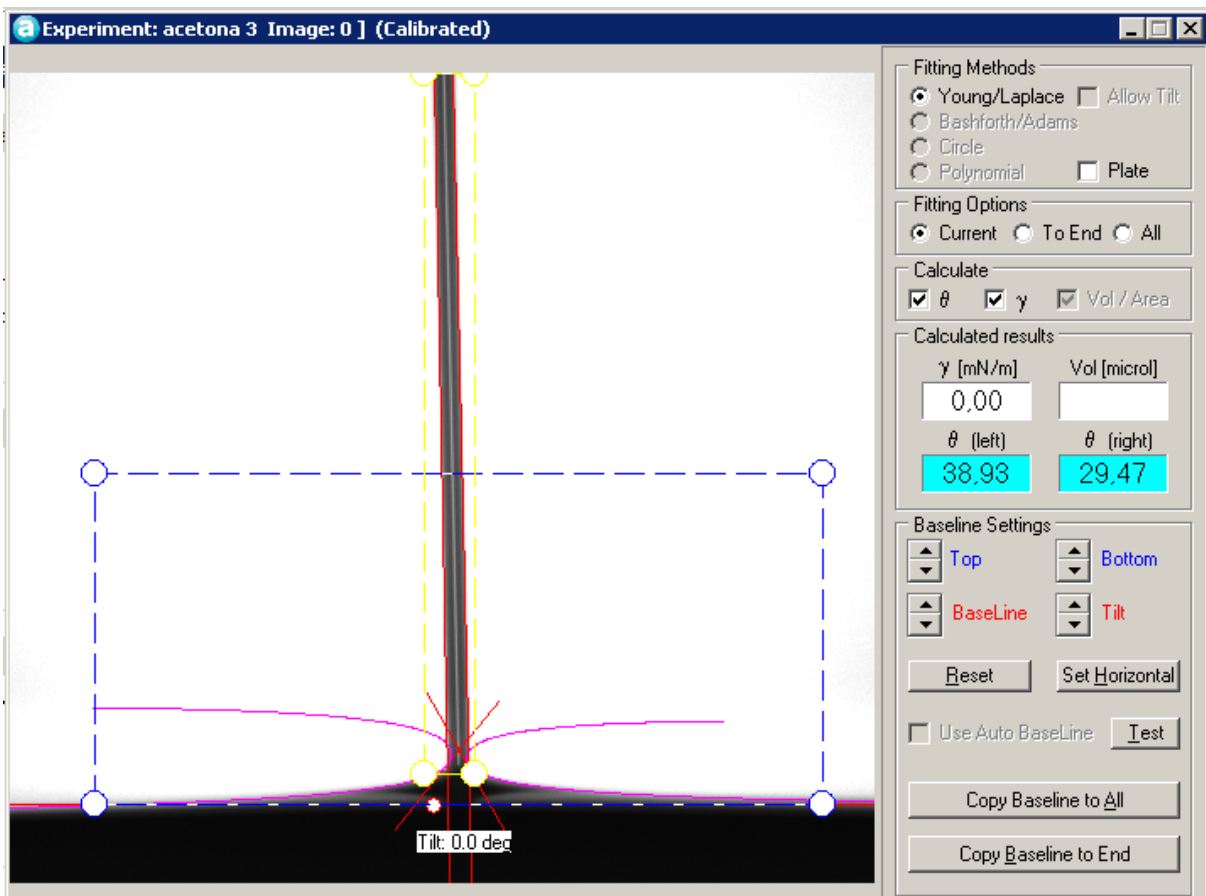 Experiment: acetona 3 Image: 0 ] (Calibrated)
Fitting Methods
Young/Laplace Allow Tilt
Bashforth/Adams
Circle
Polynomial Plate
Fitting Options
Current To End All
Calculate
θ γ Vol / Area
Calculated results
γ [mN/m] Vol [microl]
0,00
θ (left) θ (right)
38,93 29,47
Baseline Settings
Top Bottom
BaseLine Tilt
Reset Set Horizontal
Use Auto BaseLine Test
Copy Baseline to All
Copy Baseline to End
Tilt: 0.0 deg